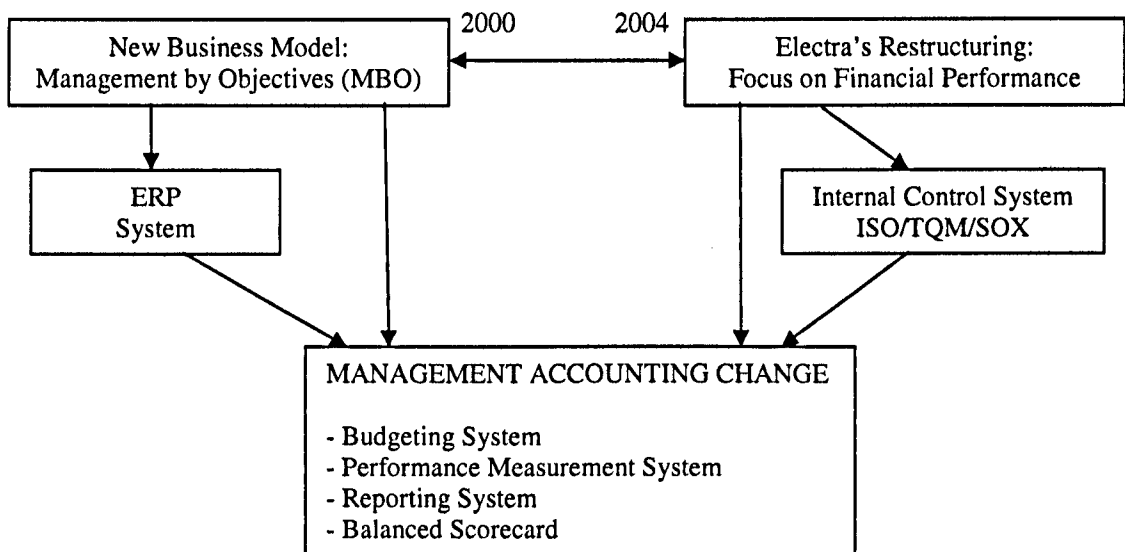 New Business Model:
Management by Objectives (MBO)
2000
2004
Electra's Restructuring:
Focus on Financial Performance
ERP
System
Internal Control System
ISO/TQM/SOX
MANAGEMENT ACCOUNTING CHANGE
- Budgeting System
- Performance Measurement System
- Reporting System
- Balanced Scorecard